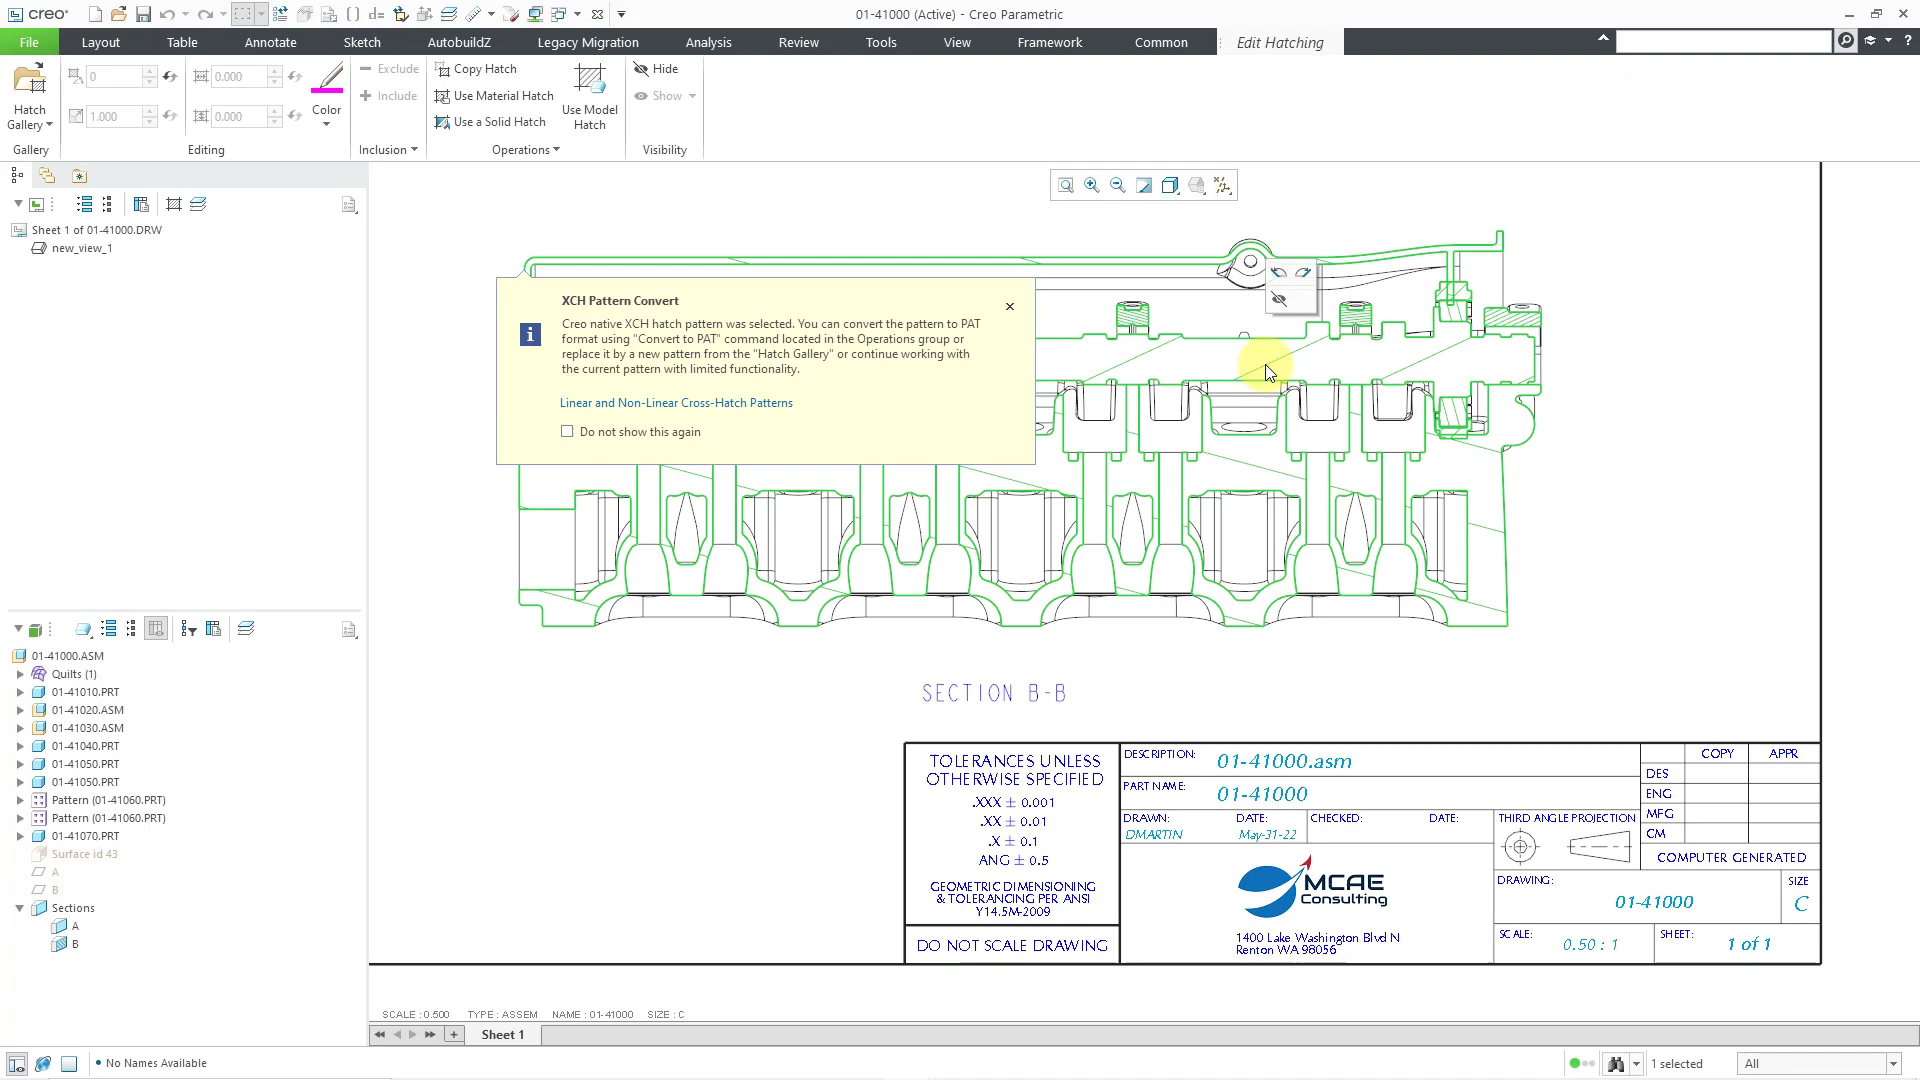 creo
01-41000 (Active) - Creo Parametric
File
Layout
Table
Annotate
Sketch
AutobuildZ
Legacy Migration
Analysis
Review
Tools
View
Framework
Common
Edit Hatching
Hatch
Gallery
Gallery
0
1.000
0.000
0.000
Color
Editing
Exclude
Include
Inclusion
Copy Hatch
Use Material Hatch
Use a Solid Hatch
Use Model
Hatch
Operations
Hide
Show
Visibility
Sheet 1 of 01-41000.DRW
new_view_1
XCH Pattern Convert
Creo native XCH hatch pattern was selected. You can convert the pattern to PAT
format using "Convert to PAT" command located in the Operations group or
replace it by a new pattern from the "Hatch Gallery" or continue working with
the current pattern with limited functionality.
Linear and Non-Linear Cross-Hatch Patterns
Do not show this again
01-41000.ASM
Quilts (1)
01-41010.PRT
01-41020.ASM
01-41030.ASM
01-41040.PRT
01-41050.PRT
01-41050.PRT
Pattern (01-41060.PRT)
Pattern (01-41060.PRT)
01-41070.PRT
Surface id 43
A
B
Sections
A
B
SECTION B-B
TOLERANCES UNLESS
OTHERWISE SPECIFIED
.XXX ± 0.001
.XX ± 0.01
.X ± 0.1
ANG ± 0.5
GEOMETRIC DIMENSIONING
& TOLERANCING PER ANSI
Y14.5M-2009
DO NOT SCALE DRAWING
DESCRIPTION:
01-41000.asm
PART NAME:
01-41000
DRAWN:
DMARTIN
DATE:
May-31-22
CHECKED:
DATE:
MCAE
Consulting
1400 Lake Washington Blvd N
Renton WA 98056
COPY
APPR
DES
ENG
MFG
CM
THIRD ANGLE PROJECTION
COMPUTER GENERATED
DRAWING:
01-41000
SIZE
C
SCALE:
0.50 : 1
SHEET:
1 of 1
SCALE : 0.500 TYPE : ASSEM NAME : 01-41000 SIZE : C
Sheet 1
No Names Available
1 selected
All